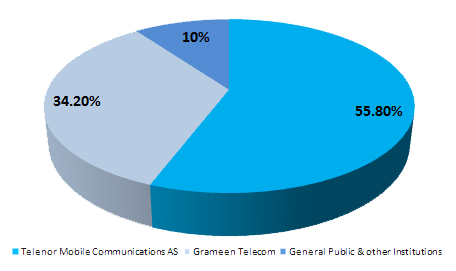 10%
34.20%
55.80%
Telenor Mobile Communications AS Grameen Telecom General Public & other Institutions